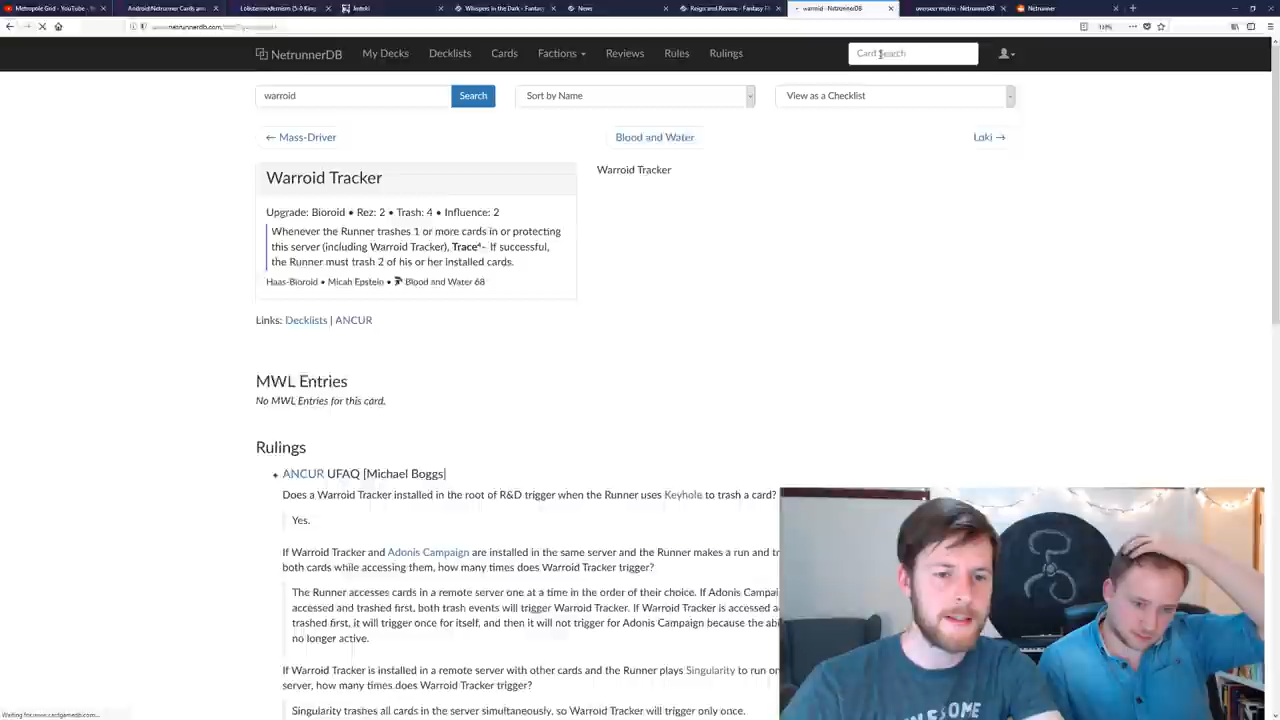 Metropole Grid - YouTube
Android:Netrunner Cards an
Lobstermodernism (5-0 King
Jinteki
Whispers in the Dark - Fantasy
News
Reign and Reverie - Fantasy Fl
warroid · NetrunnerDB
overseer matrix · NetrunnerDB
Netrunner
NetrunnerDB
My Decks
Decklists
Cards
Factions
Reviews
Rules
Rulings
Card Search
warroid
Search
Sort by Name
View as a Checklist
← Mass-Driver
Blood and Water
Loki →
Warroid Tracker
Warroid Tracker
Upgrade: Bioroid • Rez: 2 • Trash: 4 • Influence: 2
Whenever the Runner trashes 1 or more cards in or protecting
this server (including Warroid Tracker), Trace⁴– If successful,
the Runner must trash 2 of his or her installed cards.
Haas-Bioroid • Micah Epstein • Blood and Water 68
Links: Decklists | ANCUR
MWL Entries
No MWL Entries for this card.
Rulings
ANCUR UFAQ [Michael Boggs]
Does a Warroid Tracker installed in the root of R&D trigger when the Runner uses Keyhole to trash a card?
Yes.
If Warroid Tracker and Adonis Campaign are installed in the same server and the Runner makes a run and tr
both cards while accessing them, how many times does Warroid Tracker trigger?
The Runner accesses cards in a remote server one at a time in the order of their choice. If Adonis Campai
accessed and trashed first, both trash events will trigger Warroid Tracker. If Warroid Tracker is accessed a
trashed first, it will trigger once for itself, and then it will not trigger for Adonis Campaign because the abi
no longer active.
If Warroid Tracker is installed in a remote server with other cards and the Runner plays Singularity to run on
server, how many times does Warroid Tracker trigger?
Singularity trashes all cards in the server simultaneously, so Warroid Tracker will trigger only once.
Waiting for www.cardgamedb.com...